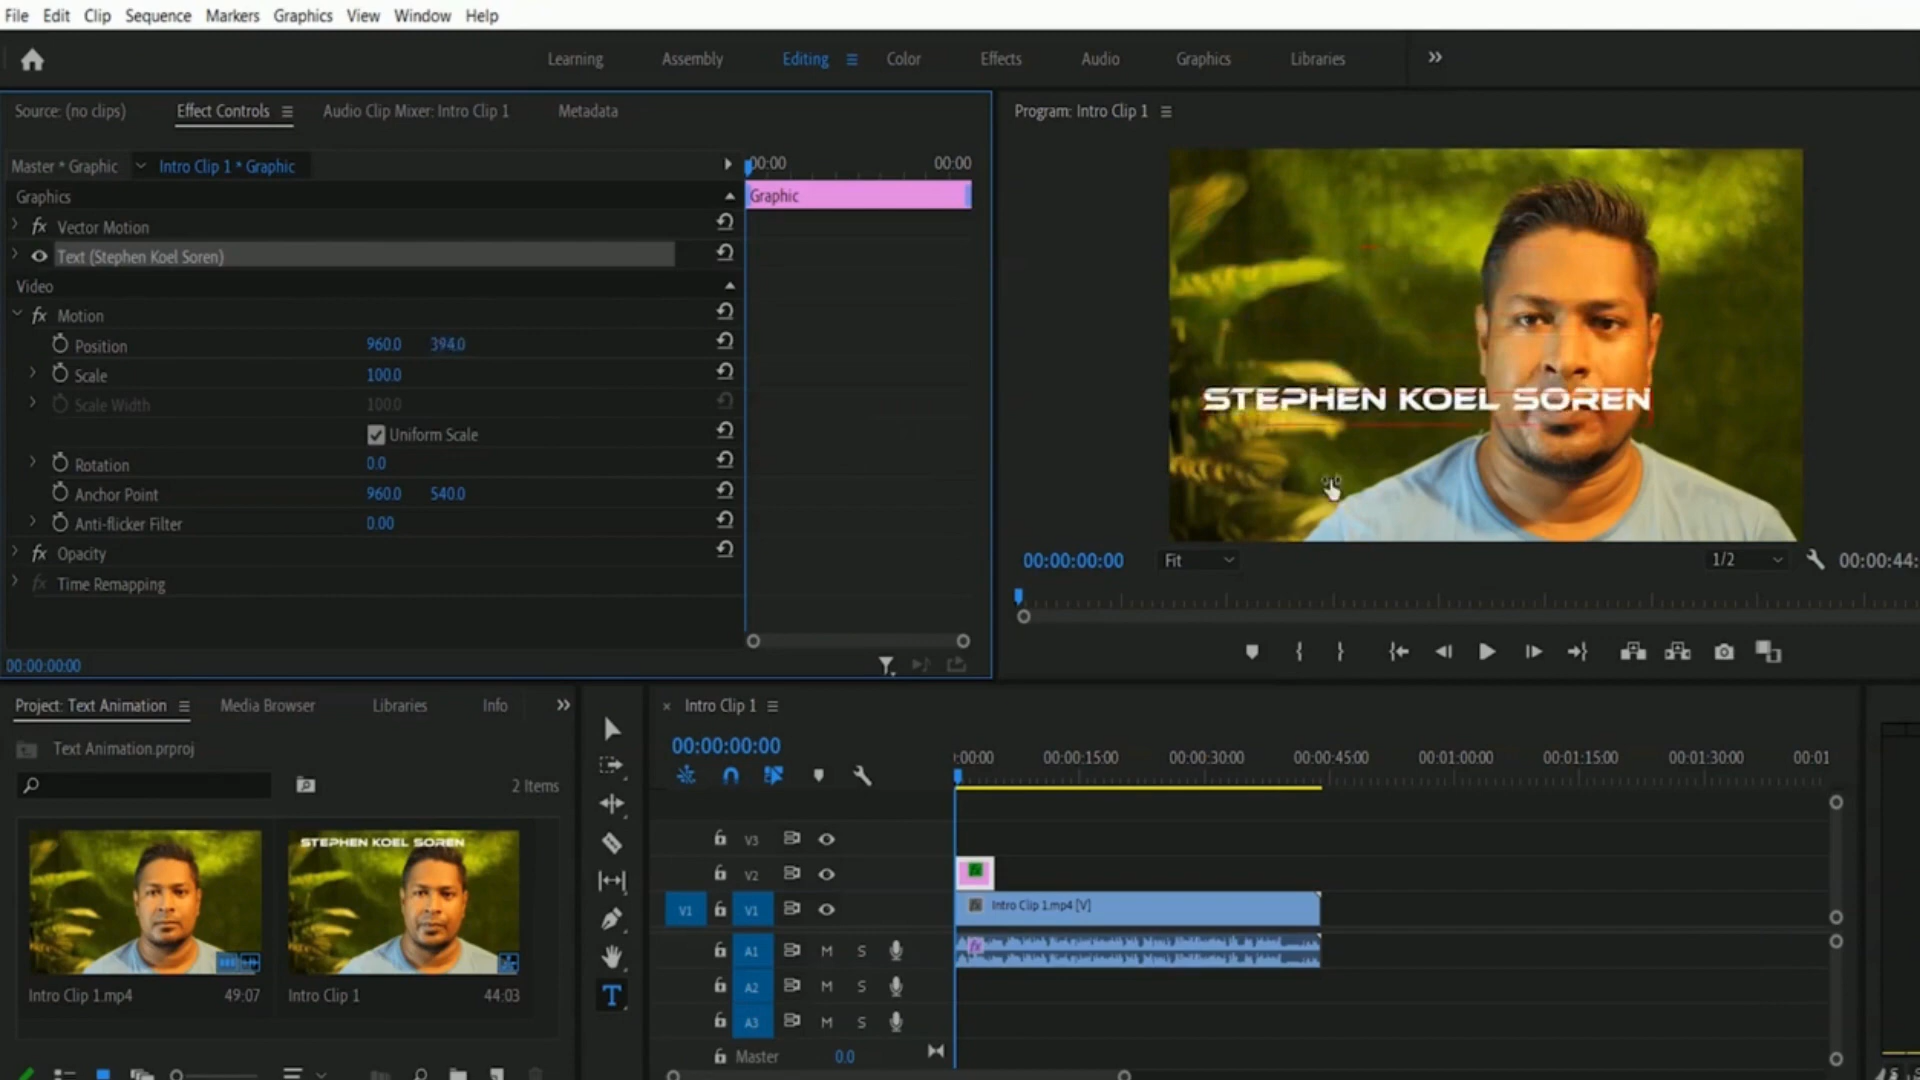 File Edit Clip Sequence Markers Graphics View Window Help
Learning Assembly Editing Color Effects Audio Graphics Libraries
Source: (no clips) Effect Controls Audio Clip Mixer: Intro Clip 1 Metadata
Program: Intro Clip 1
Master * Graphic Intro Clip 1 * Graphic
00:00 00:00
Graphics
Graphic
fx Vector Motion
Text (Stephen Koel Soren)
Video
fx Motion
Position 960.0 394.0
Scale 100.0
Scale Width 100.0
Uniform Scale
Rotation 0.0
Anchor Point 960.0 540.0
Anti-flicker Filter 0.00
fx Opacity
fx Time Remapping
00:00:00:00
STEPHEN KOEL SOREN
00:00:00:00 Fit 1/2 00:00:44:
Project: Text Animation Media Browser Libraries Info
Text Animation.prproj
2 Items
STEPHEN KOEL SOREN
Intro Clip 1.mp4 49:07 Intro Clip 1 44:03
T
× Intro Clip 1
00:00:00:00
:00:00 00:00:15:00 00:00:30:00 00:00:45:00 00:01:00:00 00:01:15:00 00:01:30:00 00:01
V3
V2 fx
V1 V1 fx Intro Clip 1.mp4 [V]
A1 M S fx
A2 M S
A3 M S
Master 0.0